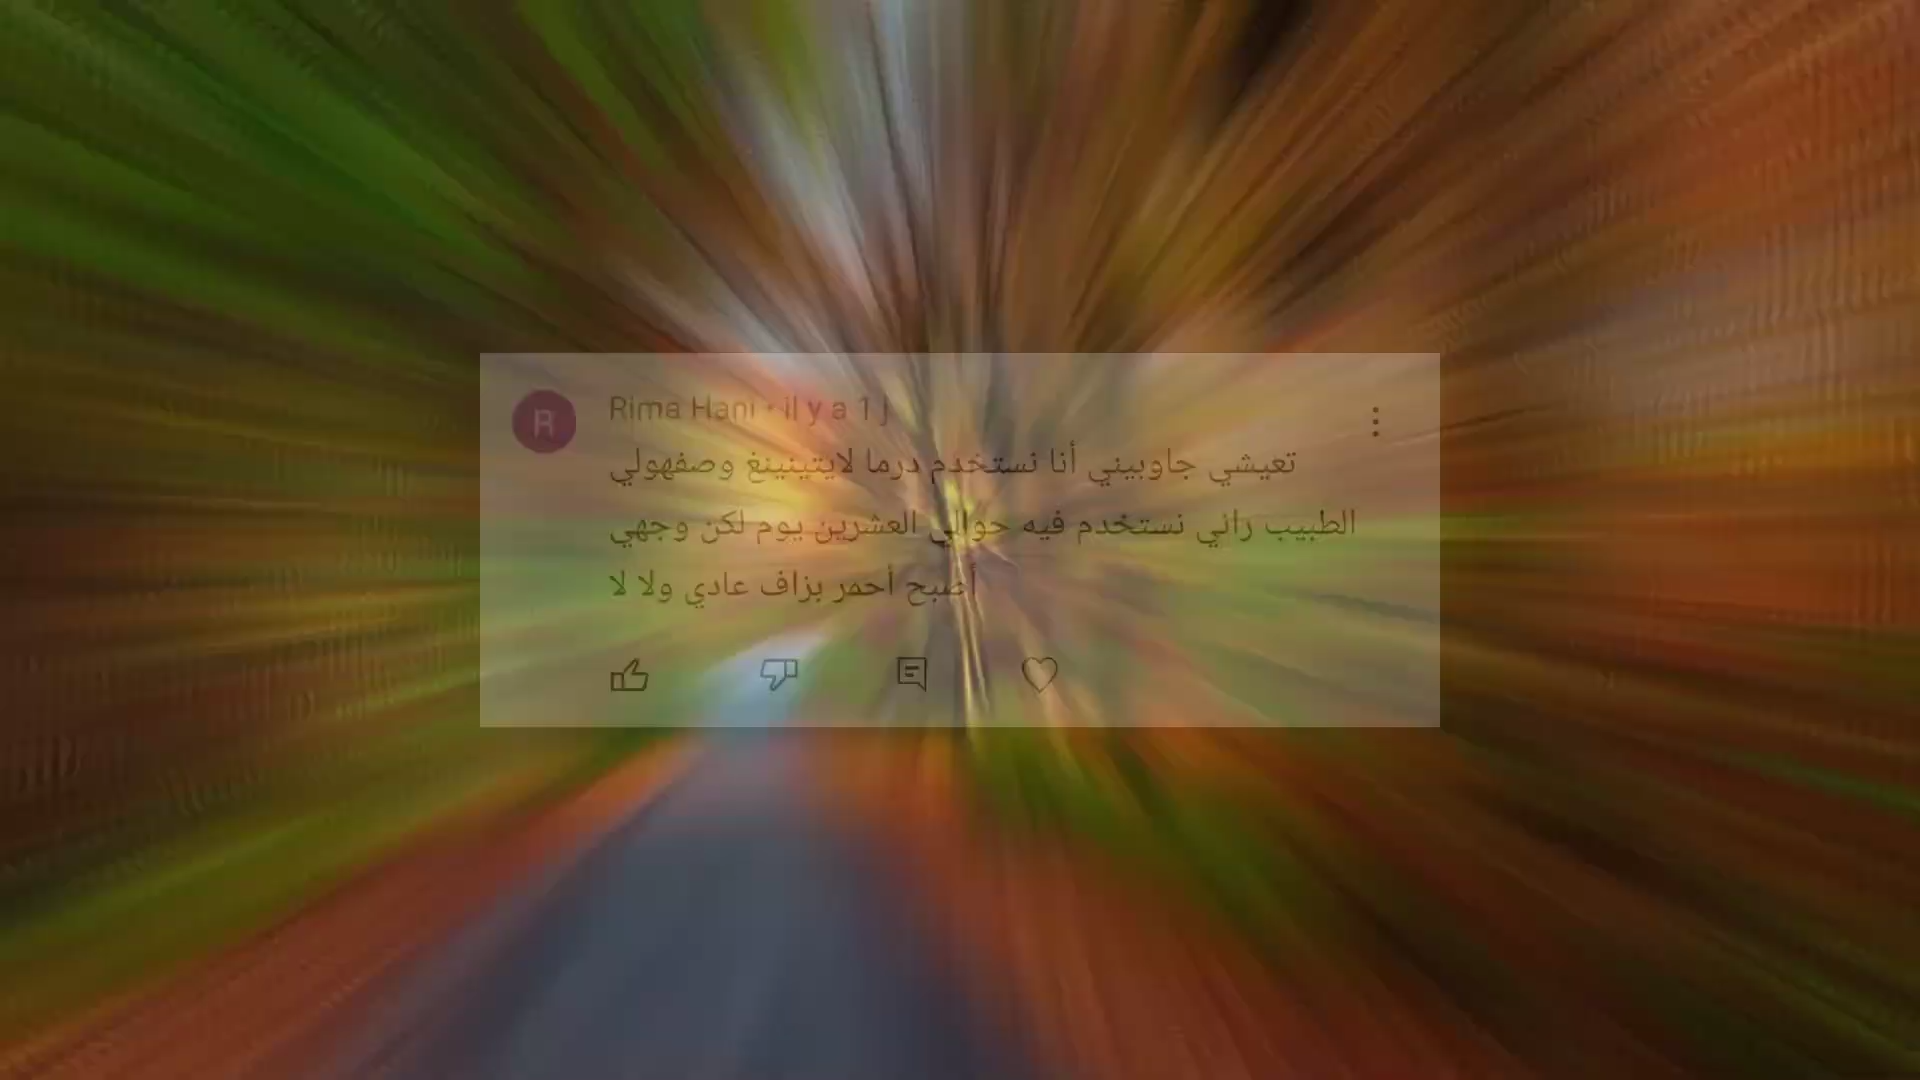 Rima Hani · il y a 1 j
R
تعيشي جاوبيني أنا نستخدم درما لايتينينغ وصفهولي
الطبيب راني نستخدم فيه حوالي العشرين يوم لكن وجهي
أصبح أحمر بزاف عادي ولا لا